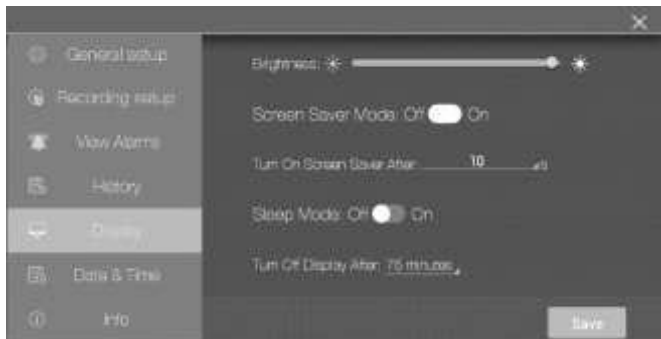 General setup
Recording setup
View Alarms
History
Display
Data & Time
Info
Brightness:
Screen Saver Mode: Off On
Turn On Screen Saver After 10
Sleep Mode: Off On
Turn Off Display After: 75 minutes
Save